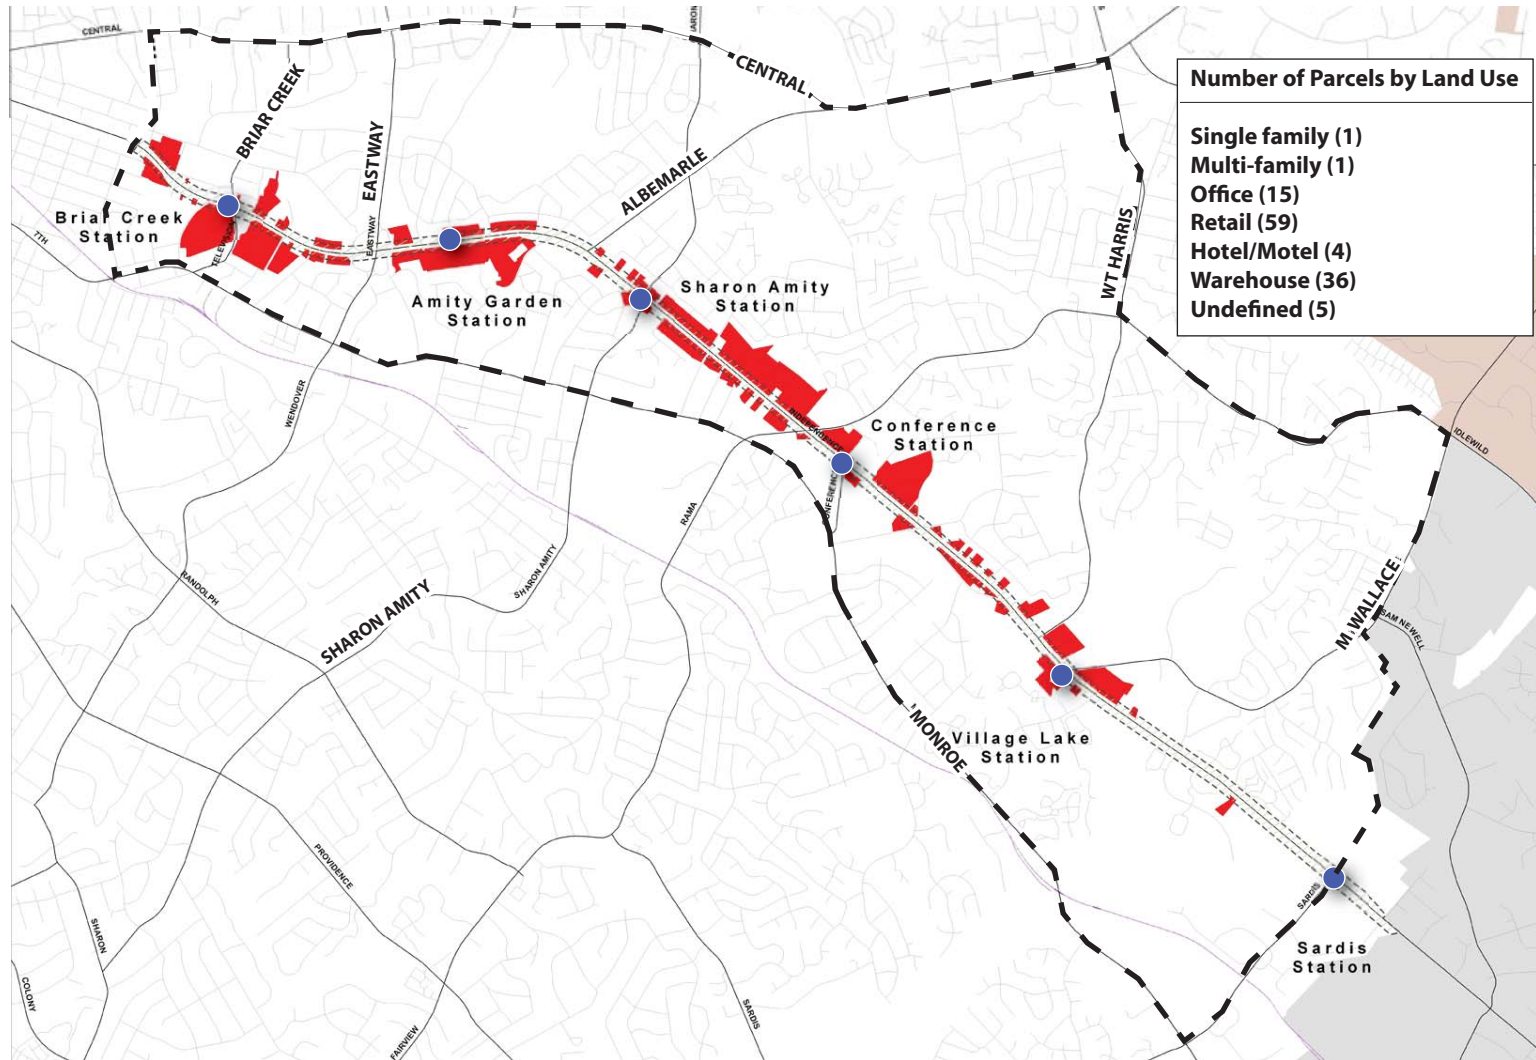 CENTRAL
CENTRAL
Number of Parcels by Land Use
Single family (1)
Multi-family (1)
Office (15)
Retail (59)
Hotel/Motel (4)
Warehouse (36)
Undefined (5)
BRIAR CREEK
EASTWAY
ALBEMARLE
WT HARRIS
Briar Creek
Station
7TH
EASTWAY
Amity Garden
Station
Sharon Amity
Station
WENDOVER
INDEPENDENCE
Conference
Station
IDLEWILD
RAMA
SHARON AMITY
RANDOLPH
SHARON AMITY
M. WALLACE
SAM NEWELL
MONROE
Village Lake
Station
PROVIDENCE
SARDIS
Sardis
Station
SHARON
COLONY
FAIRVIEW
SARDIS